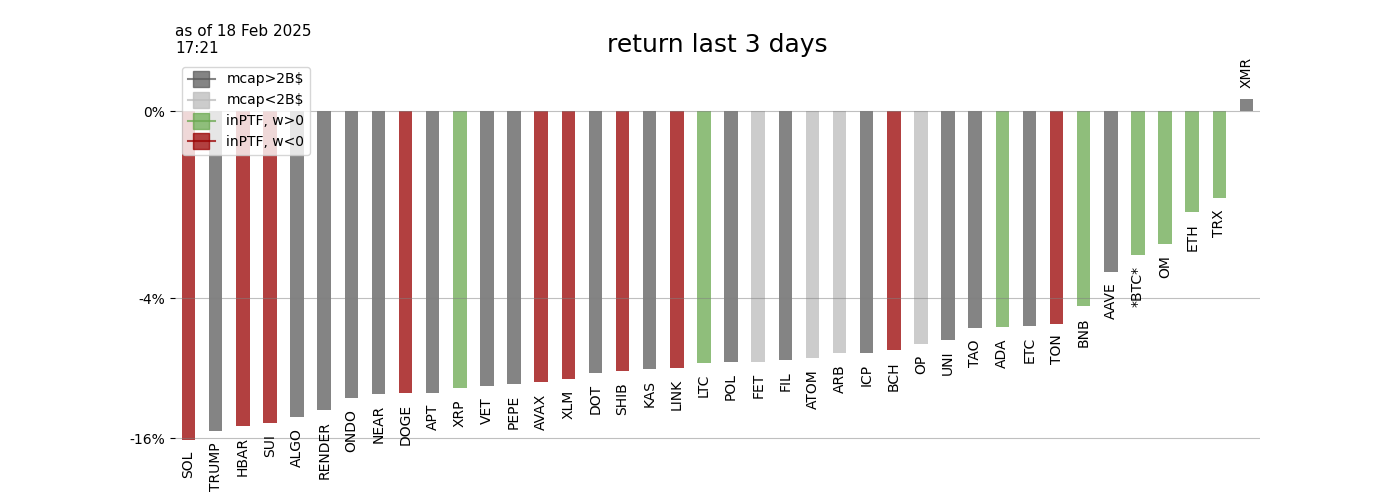 as of 18 Feb 2025
17:21
return last 3 days
mcap>2B$
mcap<2B$
inPTF, w>0
inPTF, w<0
0%
-4%
-16%
SOL
TRUMP
HBAR
SUI
ALGO
RENDER
ONDO
NEAR
DOGE
APT
XRP
VET
PEPE
AVAX
XLM
DOT
SHIB
KAS
LINK
LTC
POL
FET
FIL
ATOM
ARB
ICP
BCH
OP
UNI
TAO
ADA
ETC
TON
BNB
AAVE
*BTC*
OM
ETH
TRX
XMR